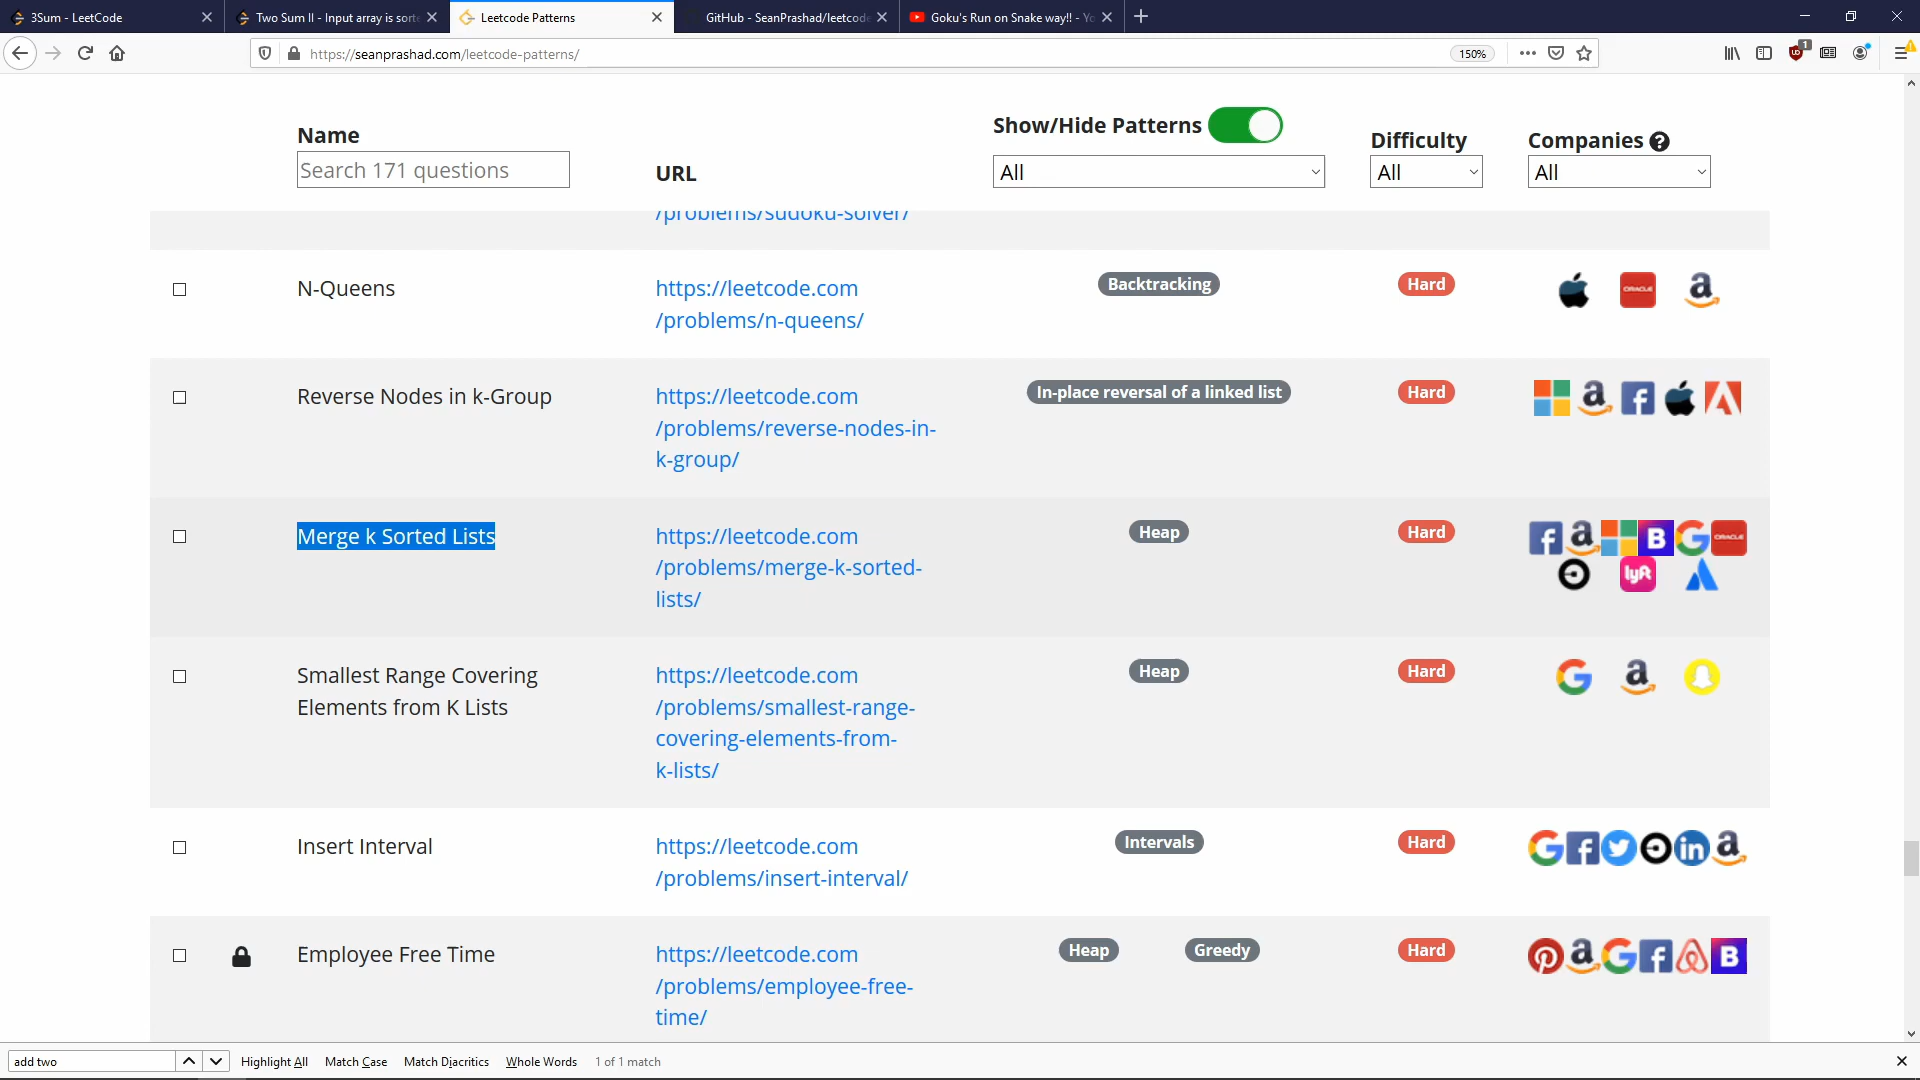 3Sum - LeetCode
Two Sum II - Input array is sorte
Leetcode Patterns
GitHub - SeanPrashad/leetcode
Goku's Run on Snake way!! - Yo
https://seanprashad.com/leetcode-patterns/
150%
1
Name
Search 171 questions
URL
Show/Hide Patterns
All
Difficulty
All
Companies ?
All
/problems/sudoku-solver/
N-Queens
https://leetcode.com
/problems/n-queens/
Backtracking
Hard
ORACLE
Reverse Nodes in k-Group
https://leetcode.com
/problems/reverse-nodes-in-
k-group/
In-place reversal of a linked list
Hard
Merge k Sorted Lists
https://leetcode.com
/problems/merge-k-sorted-
lists/
Heap
Hard
B
ORACLE
lyft
Smallest Range Covering
Elements from K Lists
https://leetcode.com
/problems/smallest-range-
covering-elements-from-
k-lists/
Heap
Hard
Insert Interval
https://leetcode.com
/problems/insert-interval/
Intervals
Hard
in
Employee Free Time
https://leetcode.com
/problems/employee-free-
time/
Heap
Greedy
Hard
B
add two
Highlight All
Match Case
Match Diacritics
Whole Words
1 of 1 match